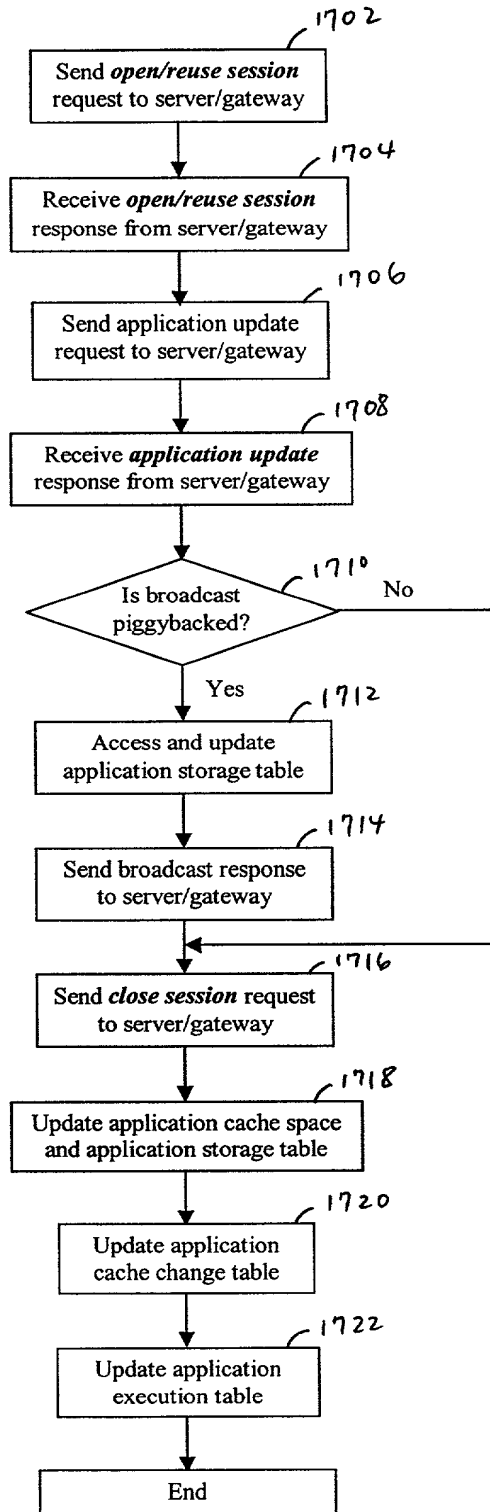 1702
Send open/reuse session
request to server/gateway
1704
Receive open/reuse session
response from server/gateway
1706
Send application update
request to server/gateway
1708
Receive application update
response from server/gateway
1710
Is broadcast
piggybacked?
No
Yes
1712
Access and update
application storage table
1714
Send broadcast response
to server/gateway
1716
Send close session request
to server/gateway
1718
Update application cache space
and application storage table
1720
Update application
cache change table
1722
Update application
execution table
End